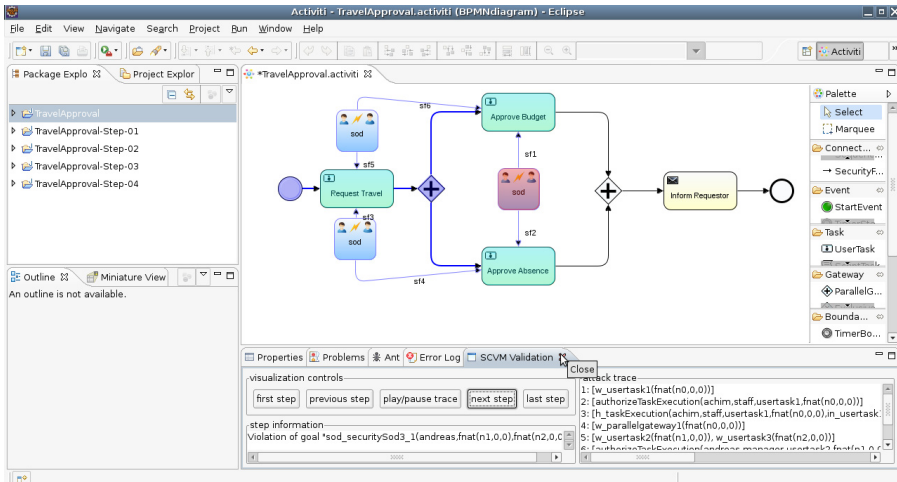 Activiti - TravelApproval.activiti (BPMNdiagram) - Eclipse
File Edit View Navigate Search Project Run Window Help
Activiti
Package Explo
Project Explor
TravelApproval
TravelApproval-Step-01
TravelApproval-Step-02
TravelApproval-Step-03
TravelApproval-Step-04
Outline
Miniature View
An outline is not available.
*TravelApproval.activiti
sf6
Approve Budget
sod
sf5
sf1
Request Travel
sod
Inform Requestor
sf3
sod
sf2
Approve Absence
sf4
Palette
Select
Marquee
Connect...
SecurityF...
Event
StartEvent
Task
UserTask
Gateway
ParallelG...
Bounda...
TimerBo...
Properties
Problems
Ant
Error Log
SCVM Validation
Close
visualization controls
first step
previous step
play/pause trace
next step
last step
step information
Violation of goal "sod_securitySod3_1(andreas,fnat(n1,0,0),fnat(n2,0,0
attack trace
1: [w_usertask1(fnat(n0,0,0))]
2: [authorizeTaskExecution(achim,staff,usertask1,fnat(n0,0,0))]
3: [h_taskExecution(achim,staff,usertask1,fnat(n0,0,0),in_usertask
4: [w_parallelgateway1(fnat(n0,0,0))]
5: [w_usertask2(fnat(n1,0,0)), w_usertask3(fnat(n2,0,0))]
6: [authorizeTaskExecution(andreas,manager,usertask2,fnat(n1,0